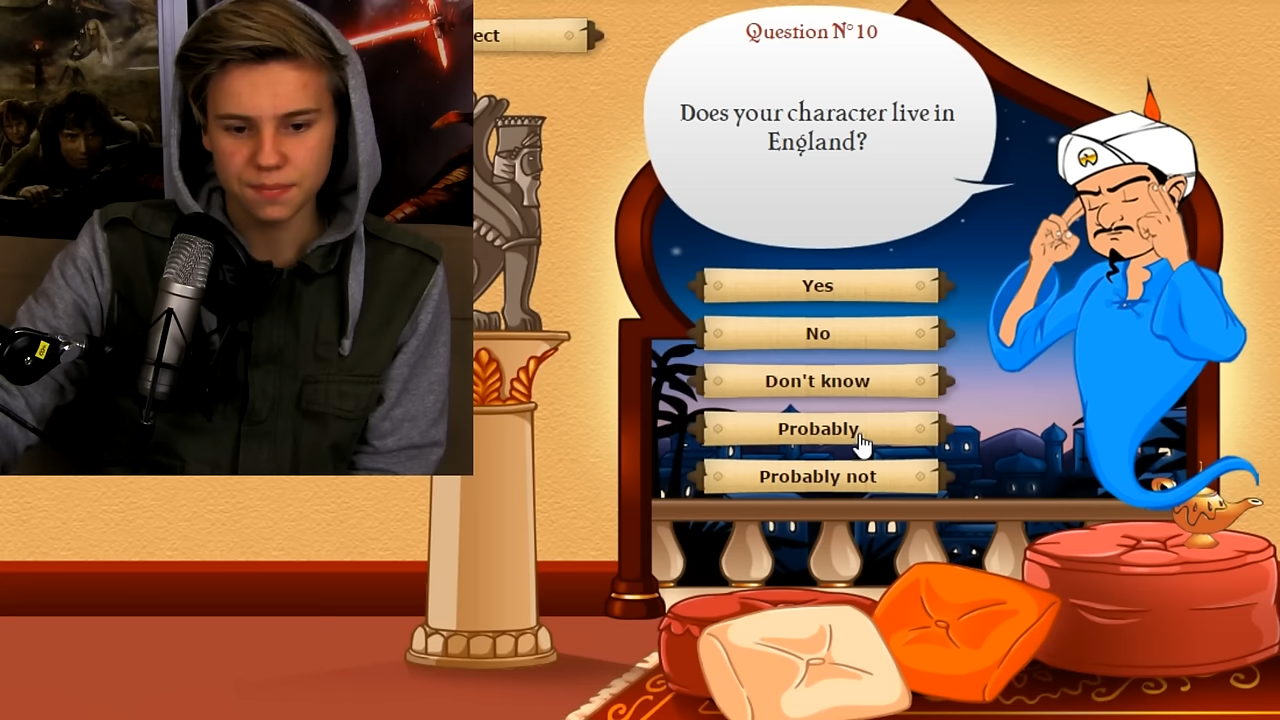 ect
Question N°10
Does your character live in
England?
Yes
No
Don't know
Probably
Probably not